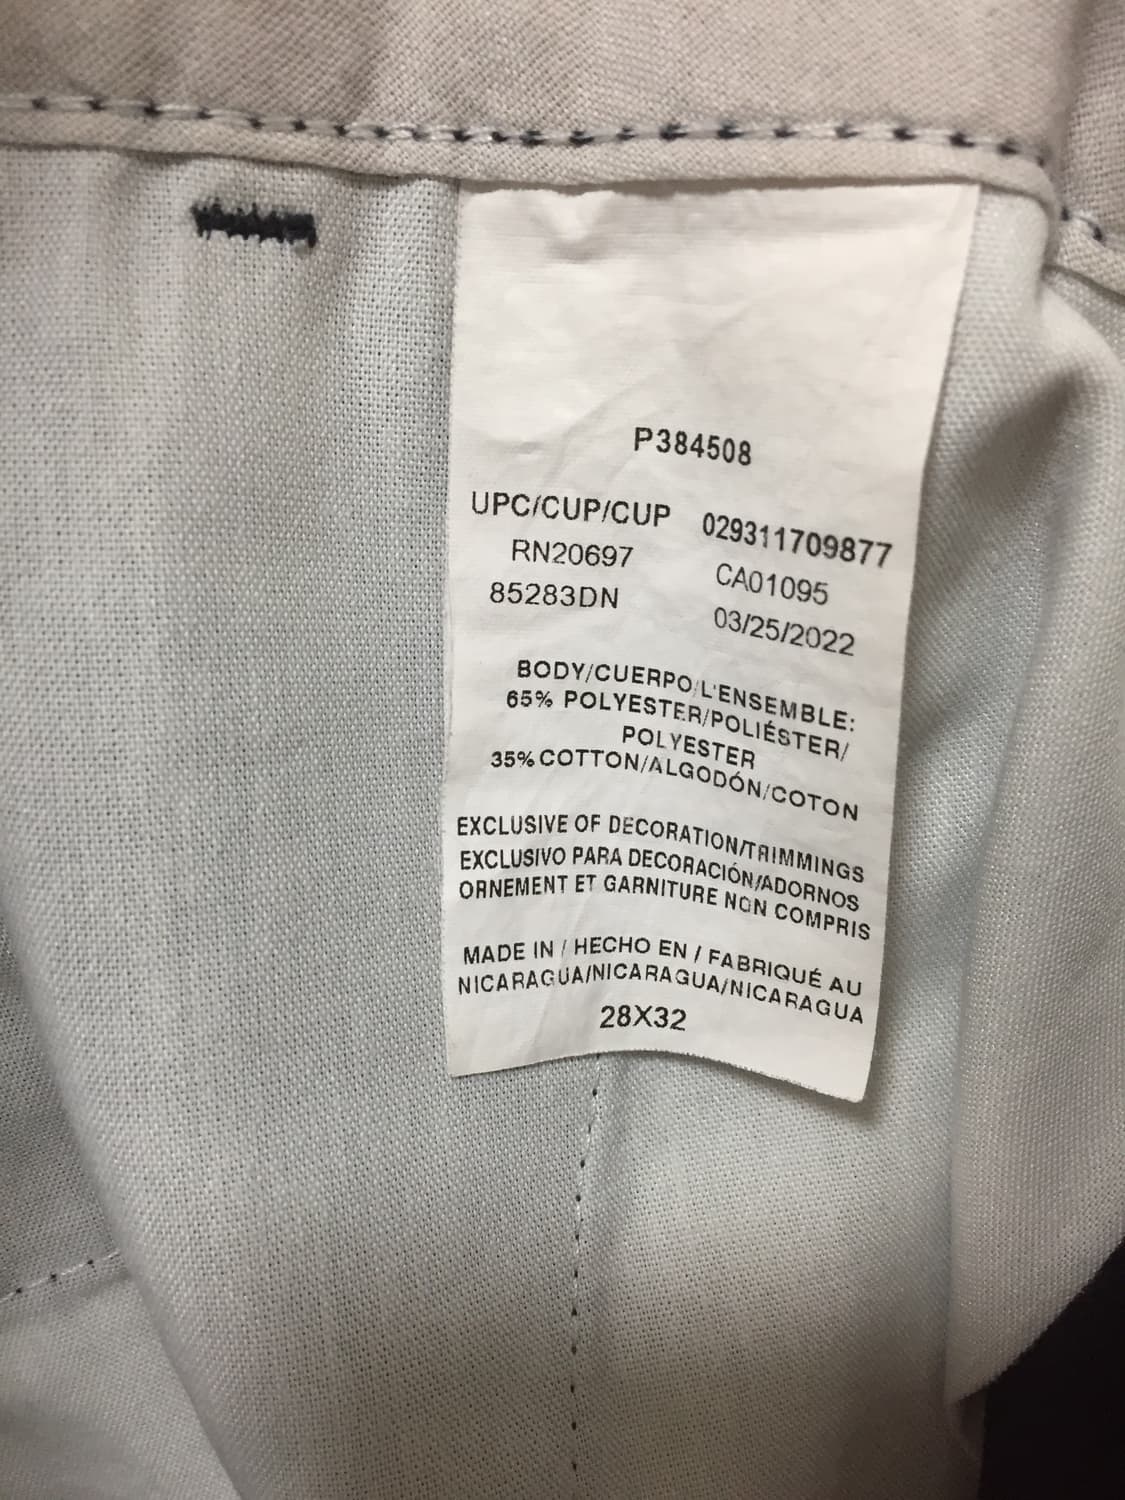 P384508
UPC/CUP/CUP 029311709877
RN20697 CA01095
85283DN 03/25/2022
BODY/CUERPO/L'ENSEMBLE:
65% POLYESTER/POLIÉSTER/
POLYESTER
35% COTTON/ALGODÓN/COTON
EXCLUSIVE OF DECORATION/TRIMMINGS
EXCLUSIVO PARA DECORACIÓN/ADORNOS
ORNEMENT ET GARNITURE NON COMPRIS
MADE IN / HECHO EN / FABRIQUÉ AU
NICARAGUA/NICARAGUA/NICARAGUA
28X32